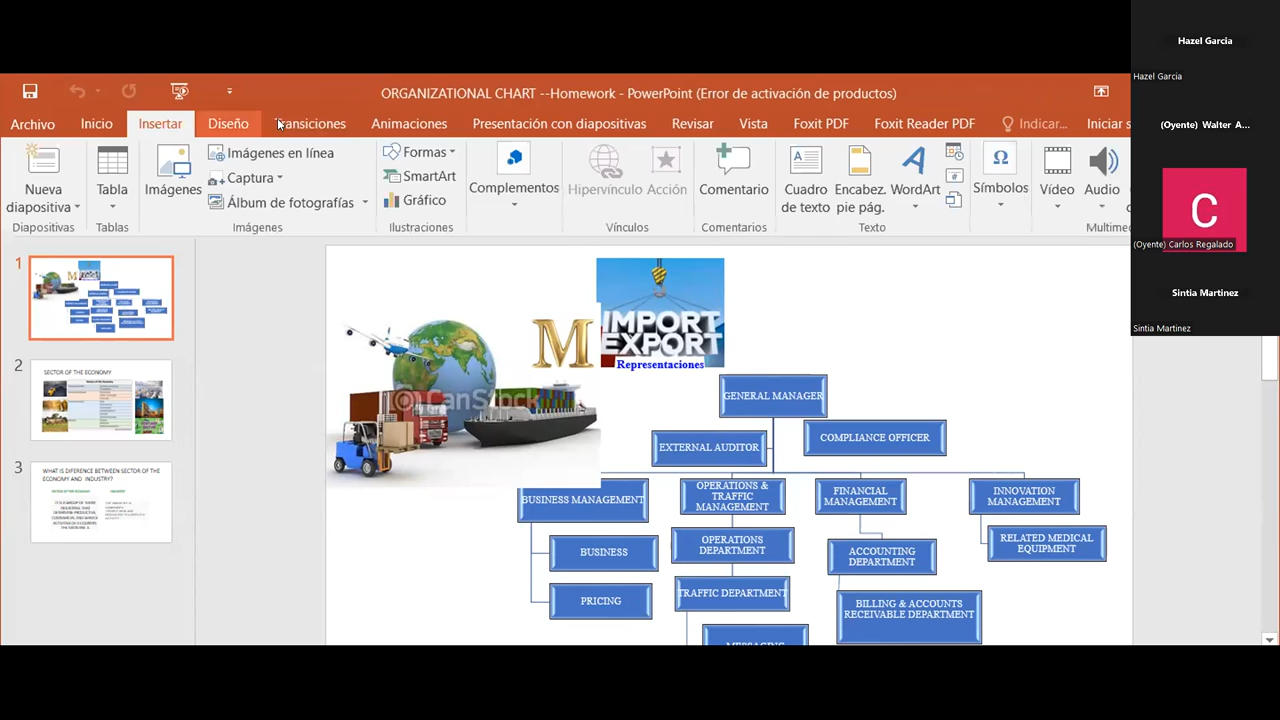 Hazel Garcia
Hazel Garcia
(Oyente) Walter A...
(Oyente) Carlos Regalado
C
Sintia Martinez
Sintia Martinez
ORGANIZATIONAL CHART --Homework - PowerPoint (Error de activación de productos)
Archivo
Inicio
Insertar
Diseño
Transiciones
Animaciones
Presentación con diapositivas
Revisar
Vista
Foxit PDF
Foxit Reader PDF
Indicar...
Iniciar s
Nueva
diapositiva
Diapositivas
Tabla
Tablas
Imágenes
Imágenes en línea
Captura
Álbum de fotografías
Imágenes
Formas
SmartArt
Gráfico
Ilustraciones
Complementos
Hipervínculo
Acción
Vínculos
Comentario
Comentarios
Cuadro
de texto
Encabez.
pie pág.
WordArt
Texto
Símbolos
Vídeo
Audio
Multimec
1
2
SECTOR OF THE ECONOMY
3
WHAT IS DIFERENCE BETWEEN SECTOR OF THE
ECONOMY AND INDUSTRY?
M
IMPORT
EXPORT
Representaciones
CanStock
GENERAL MANAGER
EXTERNAL AUDITOR
COMPLIANCE OFFICER
BUSINESS MANAGEMENT
BUSINESS
PRICING
OPERATIONS &
TRAFFIC
MANAGEMENT
OPERATIONS
DEPARTMENT
TRAFFIC DEPARTMENT
MESSAGING
FINANCIAL
MANAGEMENT
ACCOUNTING
DEPARTMENT
BILLING & ACCOUNTS
RECEIVABLE DEPARTMENT
INNOVATION
MANAGEMENT
RELATED MEDICAL
EQUIPMENT